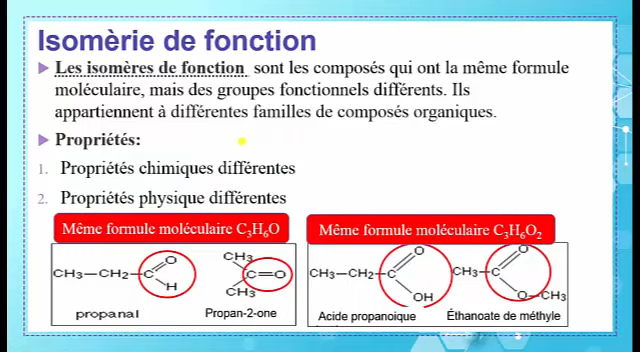 Isomèrie de fonction
Les isomères de fonction sont les composés qui ont la même formule
moléculaire, mais des groupes fonctionnels différents. Ils
appartiennent à différentes familles de composés organiques.
Propriétés:
1. Propriétés chimiques différentes
2. Propriétés physique différentes
Même formule moléculaire C₃H₆O
Même formule moléculaire C₃H₆O₂
CH₃—CH₂—C
O
H
propanal
CH₃
C=O
CH₃
Propan-2-one
CH₃—CH₂—C
O
OH
Acide propanoique
CH₃—C
O
O—CH₃
Éthanoate de méthyle